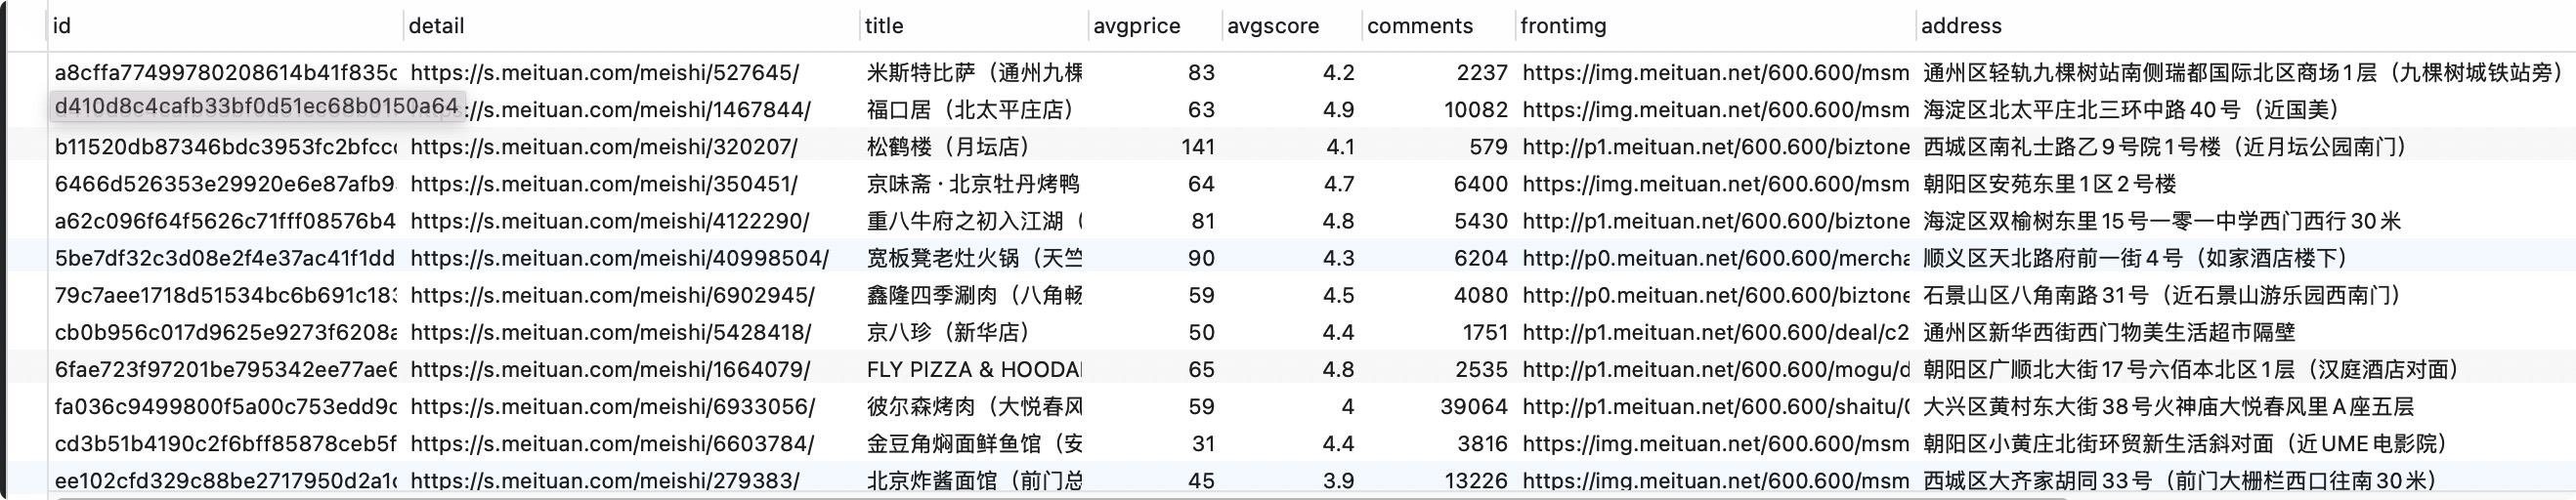 id detail title avgprice avgscore comments frontimg address
a8cffa77499780208614b41f835c https://s.meituan.com/meishi/527645/ 米斯特比萨（通州九棵 83 4.2 2237 https://img.meituan.net/600.600/msm 通州区轻轨九棵树站南侧瑞都国际北区商场1层（九棵树城铁站旁）
d410d8c4cafb33bf0d51ec68b0150a64 ://s.meituan.com/meishi/1467844/ 福口居（北太平庄店） 63 4.9 10082 https://img.meituan.net/600.600/msm 海淀区北太平庄北三环中路40号（近国美）
b11520db87346bdc3953fc2bfccc https://s.meituan.com/meishi/320207/ 松鹤楼（月坛店） 141 4.1 579 http://p1.meituan.net/600.600/biztone 西城区南礼士路乙9号院1号楼（近月坛公园南门）
6466d526353e29920e6e87afb9 https://s.meituan.com/meishi/350451/ 京味斋·北京牡丹烤鸭 64 4.7 6400 https://img.meituan.net/600.600/msm 朝阳区安苑东里1区2号楼
a62c096f64f5626c71fff08576b4 https://s.meituan.com/meishi/4122290/ 重八牛府之初入江湖（ 81 4.8 5430 http://p1.meituan.net/600.600/biztone 海淀区双榆树东里15号一零一中学西门西行30米
5be7df32c3d08e2f4e37ac41f1dd https://s.meituan.com/meishi/40998504/ 宽板凳老灶火锅（天竺 90 4.3 6204 http://p0.meituan.net/600.600/mercha 顺义区天北路府前一街4号（如家酒店楼下）
79c7aee1718d51534bc6b691c183 https://s.meituan.com/meishi/6902945/ 鑫隆四季涮肉（八角畅 59 4.5 4080 http://p0.meituan.net/600.600/biztone 石景山区八角南路31号（近石景山游乐园西南门）
cb0b956c017d9625e9273f6208a https://s.meituan.com/meishi/5428418/ 京八珍（新华店） 50 4.4 1751 http://p1.meituan.net/600.600/deal/c2 通州区新华西街西门物美生活超市隔壁
6fae723f97201be795342ee77ae6 https://s.meituan.com/meishi/1664079/ FLY PIZZA & HOODA 65 4.8 2535 http://p1.meituan.net/600.600/mogu/d 朝阳区广顺北大街17号六佰本北区1层（汉庭酒店对面）
fa036c9499800f5a00c753edd9c https://s.meituan.com/meishi/6933056/ 彼尔森烤肉（大悦春风 59 4 39064 http://p1.meituan.net/600.600/shaitu/ 大兴区黄村东大街38号火神庙大悦春风里A座五层
cd3b51b4190c2f6bff85878ceb5f https://s.meituan.com/meishi/6603784/ 金豆角焖面鲜鱼馆（安 31 4.4 3816 https://img.meituan.net/600.600/msm 朝阳区小黄庄北街环贸新生活斜对面（近UME电影院）
ee102cfd329c88be2717950d2a1 https://s.meituan.com/meishi/279383/ 北京炸酱面馆（前门总 45 3.9 13226 https://img.meituan.net/600.600/msm 西城区大齐家胡同33号（前门大栅栏西口往南30米）